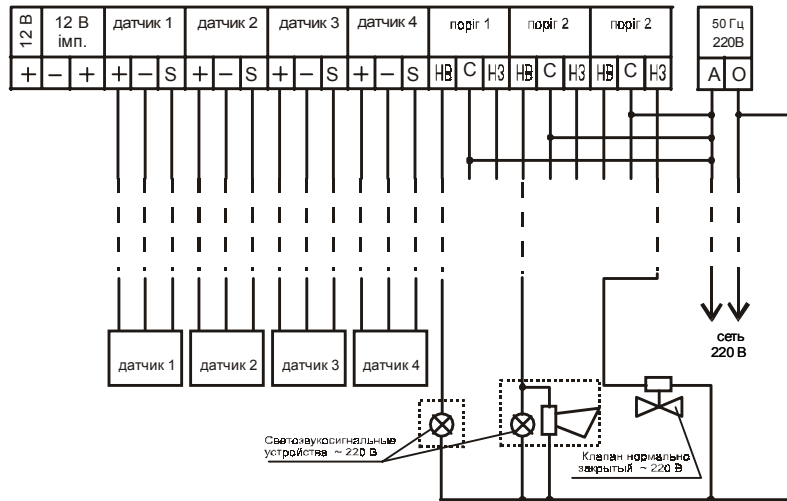 12 В
12 В
імп.
датчик 1
датчик 2
датчик 3
датчик 4
поріг 1
поріг 2
поріг 2
50 Гц
220В
+ − + + − S + − S + − S + − S НВ С НЗ НВ С НЗ НВ С НЗ А О
сеть
220 В
датчик 1
датчик 2
датчик 3
датчик 4
Светозвукосигнальные
устройства ~ 220 В
Клапан нормально
закрытый ~ 220 В